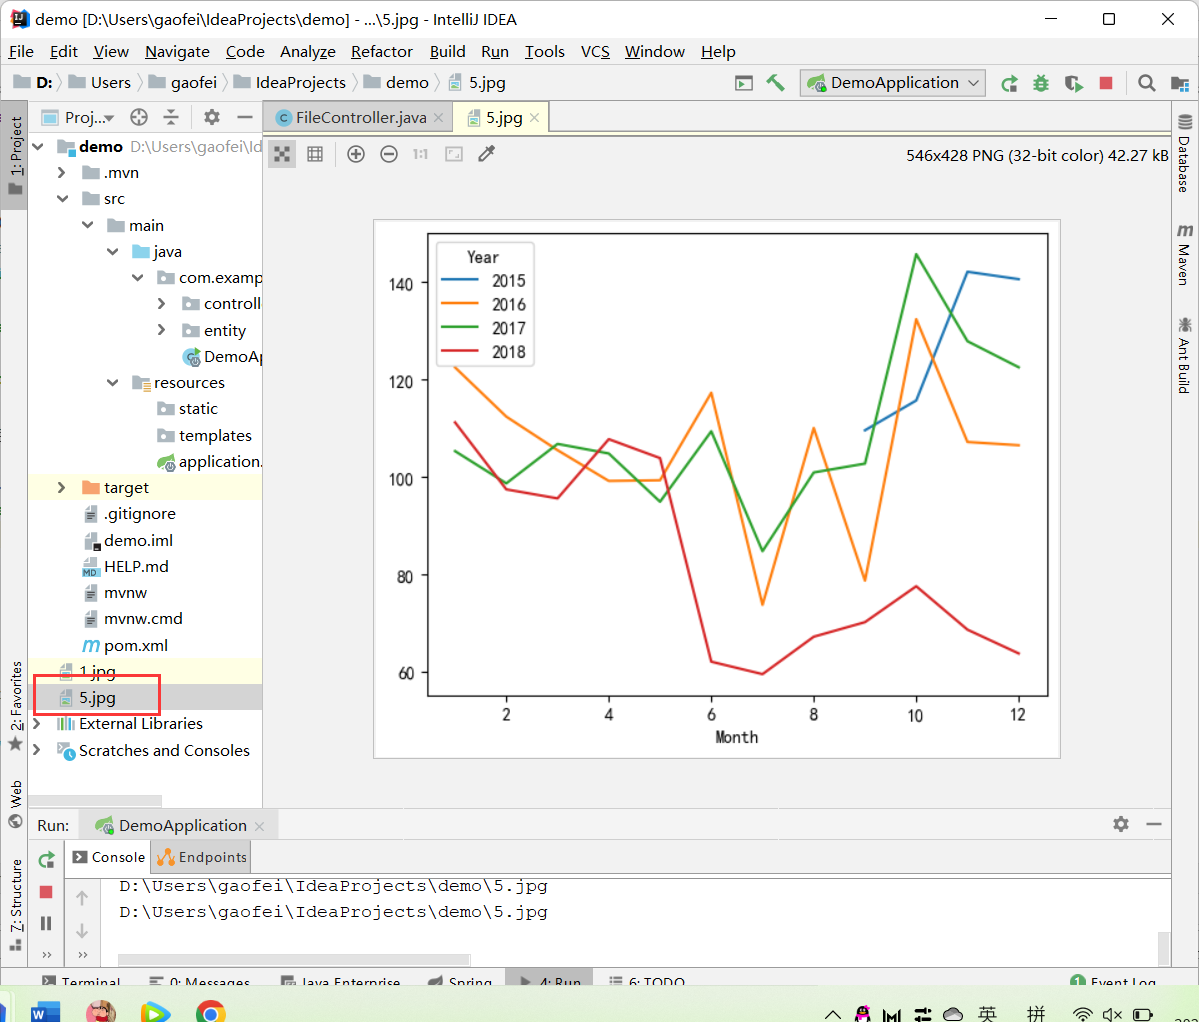 demo [D:\Users\gaofei\IdeaProjects\demo] - ...\5.jpg - IntelliJ IDEA
File Edit View Navigate Code Analyze Refactor Build Run Tools VCS Window Help
D: Users gaofei IdeaProjects demo 5.jpg DemoApplication
1: Project
Proj...
FileController.java
5.jpg
demo D:\Users\gaofei\Id
.mvn
src
main
java
com.examp
controll
entity
DemoAp
resources
static
templates
application.
target
.gitignore
demo.iml
HELP.md
mvnw
mvnw.cmd
pom.xml
1.jpg
5.jpg
External Libraries
Scratches and Consoles
1:1
546x428 PNG (32-bit color) 42.27 kB
Year
2015
2016
2017
2018
140
120
100
80
60
2 4 6 8 10 12
Month
Database
Maven
Ant Build
2: Favorites
Web
7: Structure
Run: DemoApplication
Console Endpoints
D:\Users\gaofei\IdeaProjects\demo\5.jpg
D:\Users\gaofei\IdeaProjects\demo\5.jpg
Terminal 0: Messages Java Enterprise Spring 4: Run 6: TODO 1 Event Log
英 拼